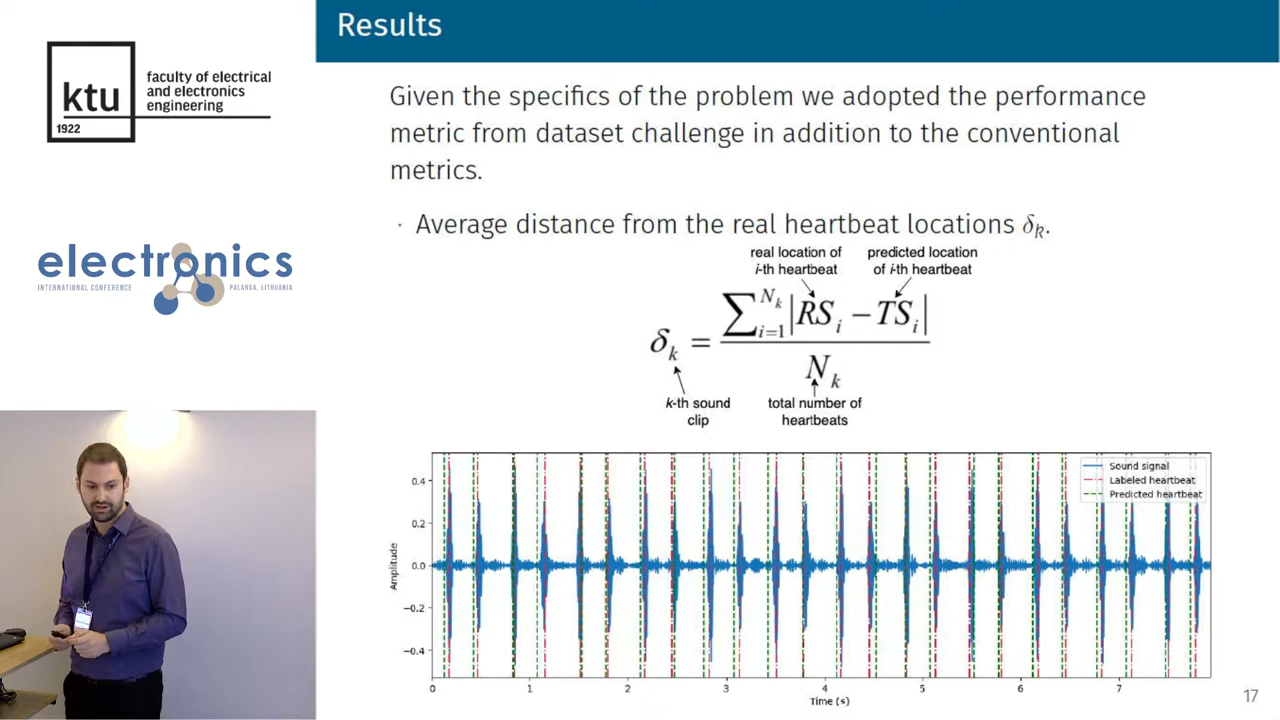 Results
ktu
1922
faculty of electrical
and electronics
engineering
electronics
INTERNATIONAL CONFERENCE
PALANGA, LITHUANIA
Given the specifics of the problem we adopted the performance
metric from dataset challenge in addition to the conventional
metrics.
· Average distance from the real heartbeat locations δₖ.
real location of
i-th heartbeat
predicted location
of i-th heartbeat
δₖ = ∑ᵢ₌₁^Nₖ |RSᵢ − TSᵢ| / Nₖ
k-th sound
clip
total number of
heartbeats
Sound signal
Labeled heartbeat
Predicted heartbeat
Amplitude
0.4
0.2
0.0
−0.2
−0.4
0 1 2 3 4 5 6 7
Time (s)
17